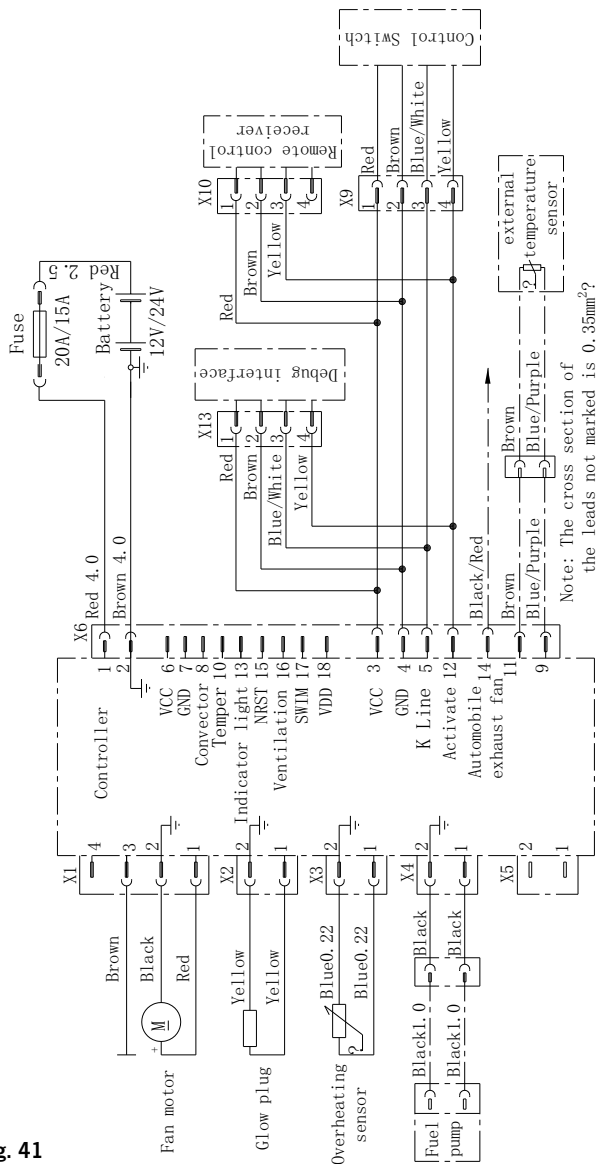 Fuse
20A/15A
Red 2.5
Battery
12V/24V
Red 4.0
Brown 4.0
X6
1
2
Controller
6
VCC
7
GND
8
Convector
10
Temper
13
Indicator light
15
NRST
16
Ventilation
17
SWIM
18
VDD
3
VCC
4
GND
5
K Line
12
Activate
14
Automobile
exhaust fan
11
9
X1
4
3
2
1
Brown
Black
Red
M
+
Fan motor
X2
2
1
Yellow
Yellow
Glow plug
X3
2
1
Blue0.22
Blue0.22
?
Overheating
sensor
X4
2
1
Black
Black
Black1.0
Black1.0
Fuel
pump
X5
2
1
X13
1
2
3
4
Red
Brown
Blue/White
Yellow
Debug interface
X10
1
2
3
4
Red
Brown
Yellow
Remote control
receiver
X9
1
2
3
4
Red
Brown
Blue/White
Yellow
Control Switch
Black/Red
Brown
Blue/Purple
Brown
Blue/Purple
?
external
temperature
sensor
Note: The cross section of
the leads not marked is 0.35mm²?
g. 41